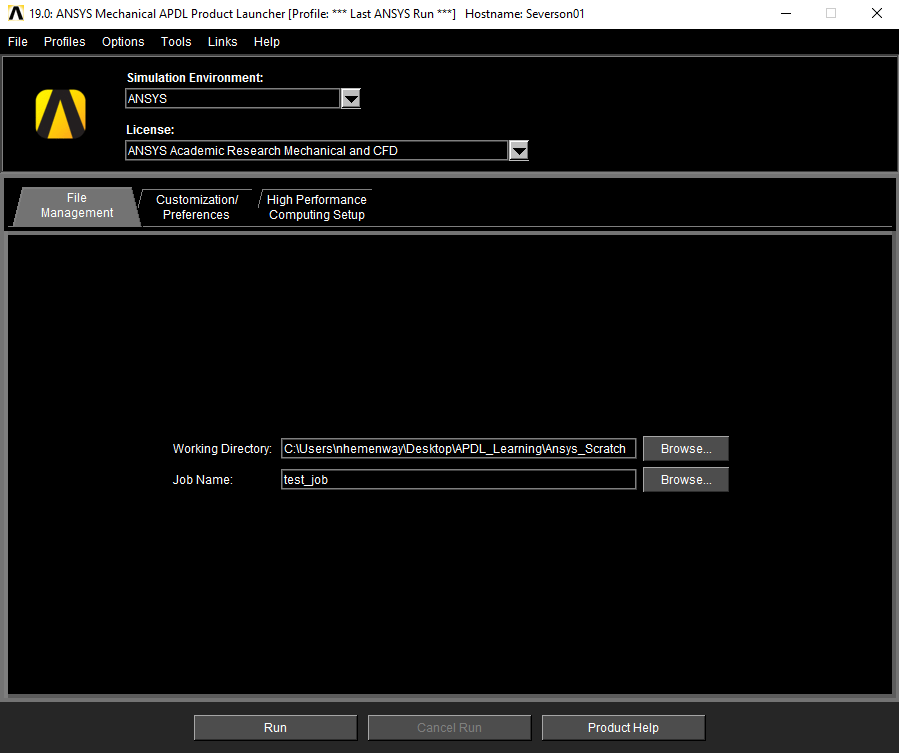 19.0: ANSYS Mechanical APDL Product Launcher [Profile: *** Last ANSYS Run ***] Hostname: Severson01
File Profiles Options Tools Links Help
Simulation Environment:
ANSYS
License:
ANSYS Academic Research Mechanical and CFD
File
Management
Customization/
Preferences
High Performance
Computing Setup
Working Directory: C:\Users\nhemenway\Desktop\APDL_Learning\Ansys_Scratch Browse...
Job Name: test_job Browse...
Run Cancel Run Product Help